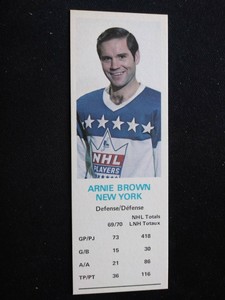 NHL
PLAYERS
ARNIE BROWN
NEW YORK
Defense/Défense
NHL Totals
69/70 LNH Totaux
GP/PJ 73 418
G/B 15 30
A/A 21 86
TP/PT 36 116